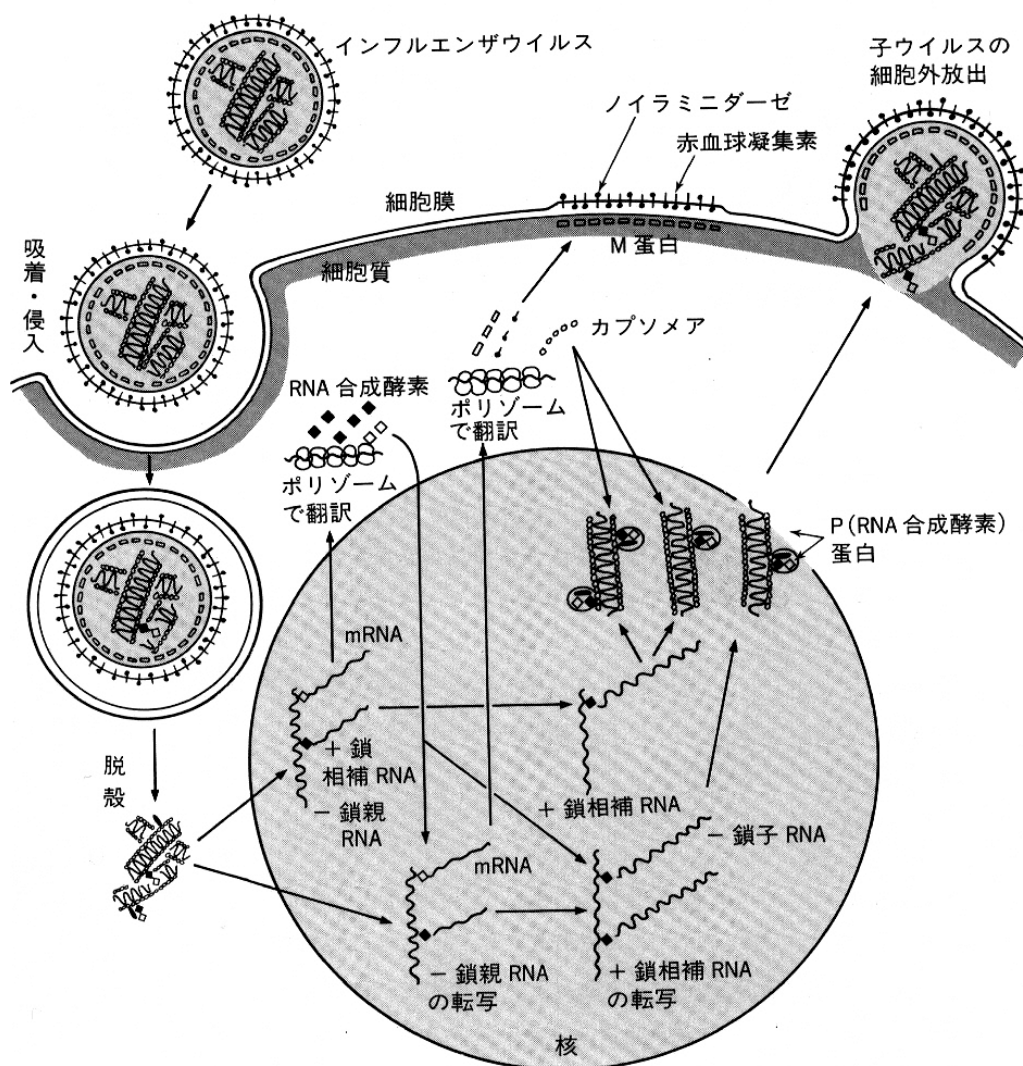 インフルエンザウイルス
子ウイルスの
細胞外放出
ノイラミニダーゼ
赤血球凝集素
細胞膜
M 蛋白
細胞質
吸着・侵入
カプソメア
RNA 合成酵素
ポリゾーム
で翻訳
ポリゾーム
で翻訳
P(RNA 合成酵素)
蛋白
mRNA
脱殻
+ 鎖
相補 RNA
− 鎖親
RNA
+ 鎖相補 RNA
− 鎖子 RNA
mRNA
− 鎖親 RNA
の転写
+ 鎖相補 RNA
の転写
核